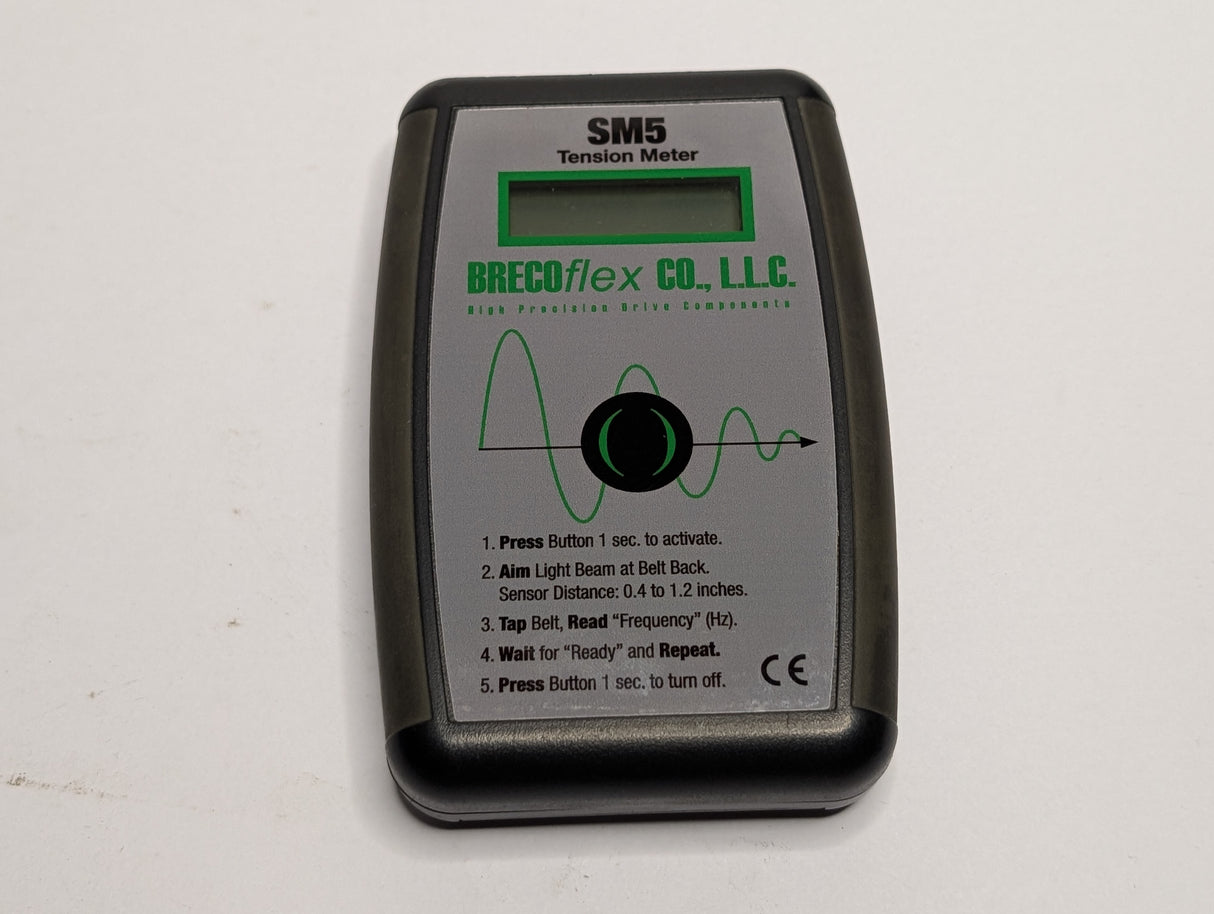 SM5
Tension Meter
BRECOflex CO., L.L.C.
High Precision Drive Components
1. Press Button 1 sec. to activate.
2. Aim Light Beam at Belt Back.
Sensor Distance: 0.4 to 1.2 inches.
3. Tap Belt, Read “Frequency” (Hz).
4. Wait for “Ready” and Repeat.
5. Press Button 1 sec. to turn off.
CE